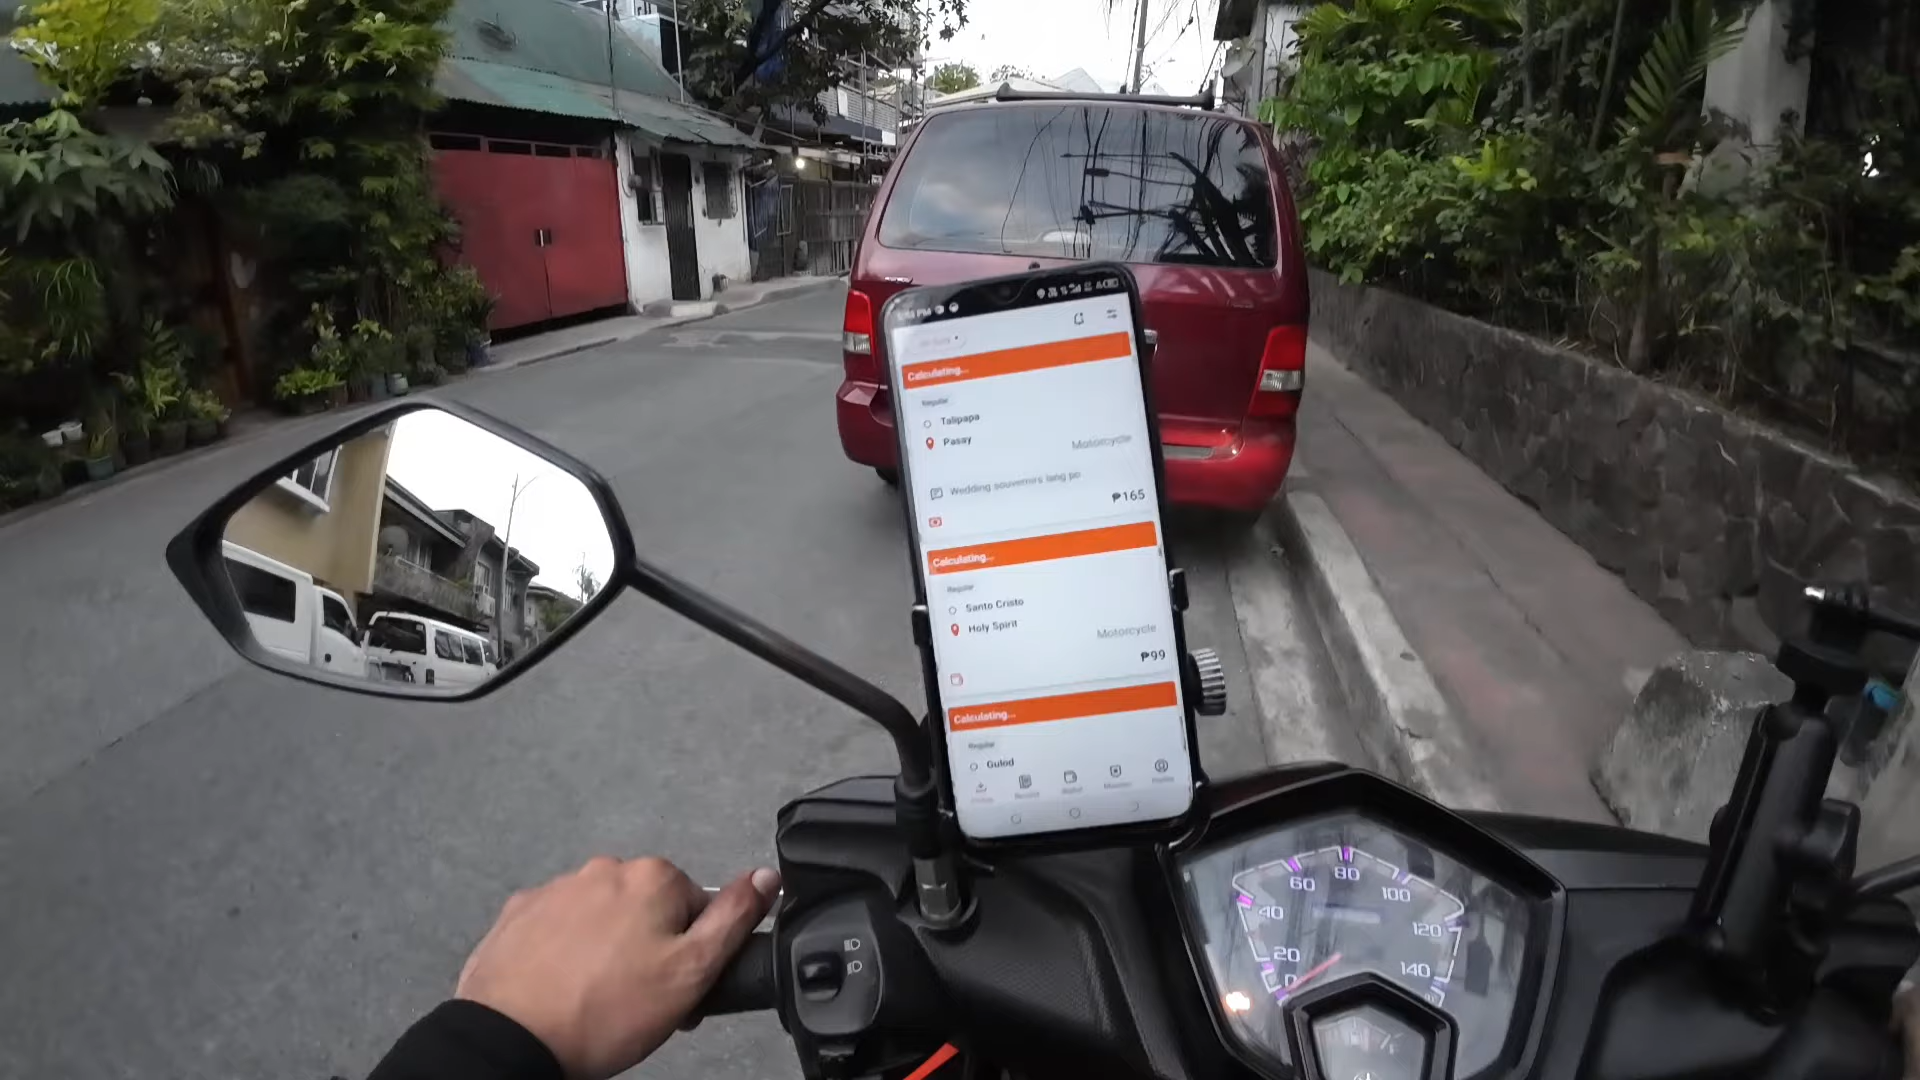 Calculating...
Regular
Talipapa
Pasay
Motorcycle
Wedding souvenirs lang po
₱165
Calculating...
Regular
Santo Cristo
Holy Spirit
Motorcycle
₱99
Calculating...
Regular
Gulod
0
20
40
60
80
100
120
140